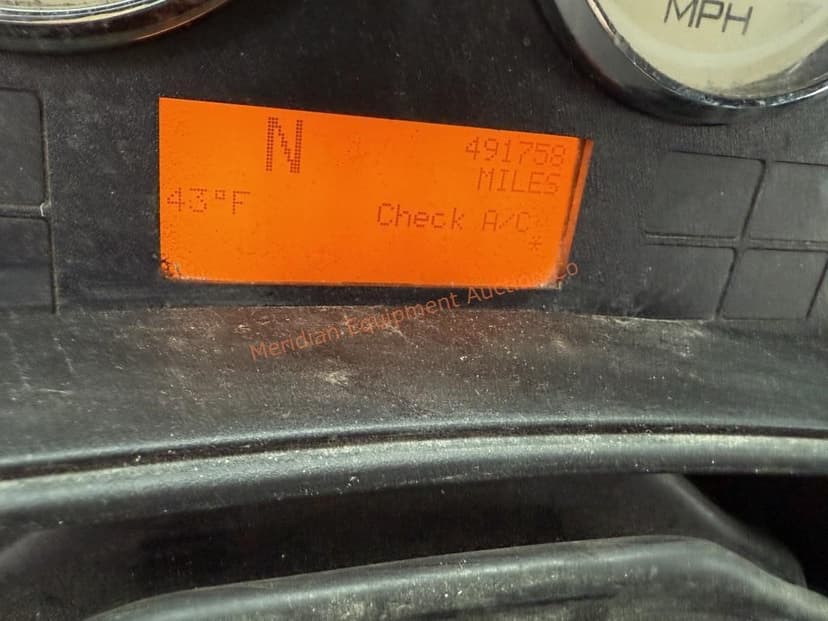 MPH
N
491758
MILES
43°F
Check A/C
*
Meridian Equipment Auction Co